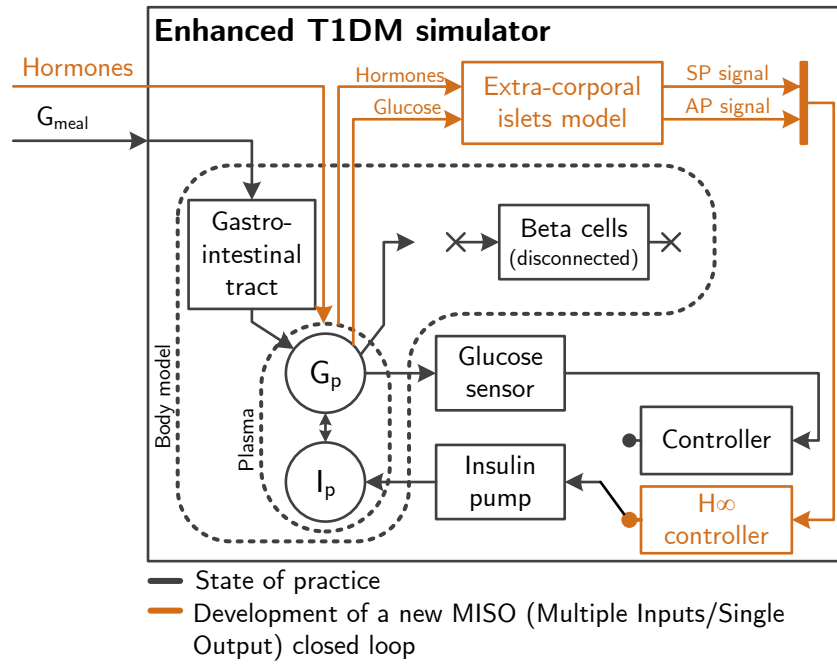 Enhanced T1DM simulator
Hormones
G_meal
Hormones
Glucose
Extra-corporal
islets model
SP signal
AP signal
Gastro-
intestinal
tract
Beta cells
(disconnected)
Body model
Plasma
G_p
I_p
Glucose
sensor
Insulin
pump
Controller
H∞
controller
State of practice
Development of a new MISO (Multiple Inputs/Single
Output) closed loop